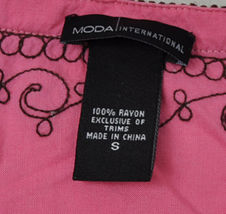 MODA INTERNATIONAL
100% RAYON
EXCLUSIVE OF
TRIMS
MADE IN CHINA
S